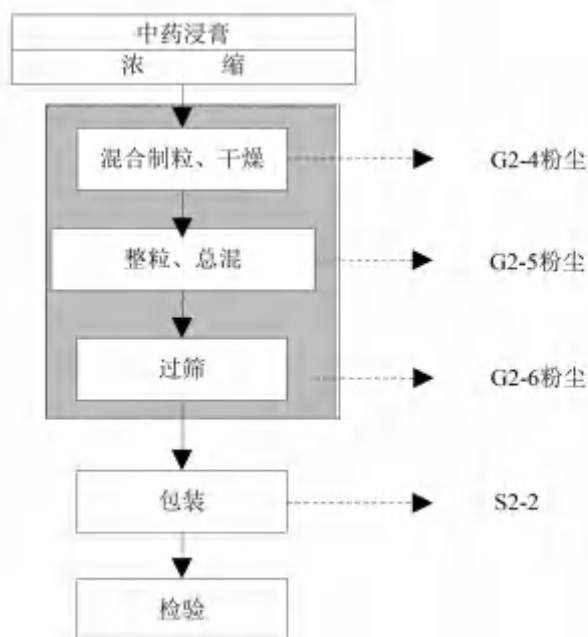 中药浸膏
浓 缩
混合制粒、干燥
G2-4粉尘
整粒、总混
G2-5粉尘
过筛
G2-6粉尘
包装
S2-2
检验